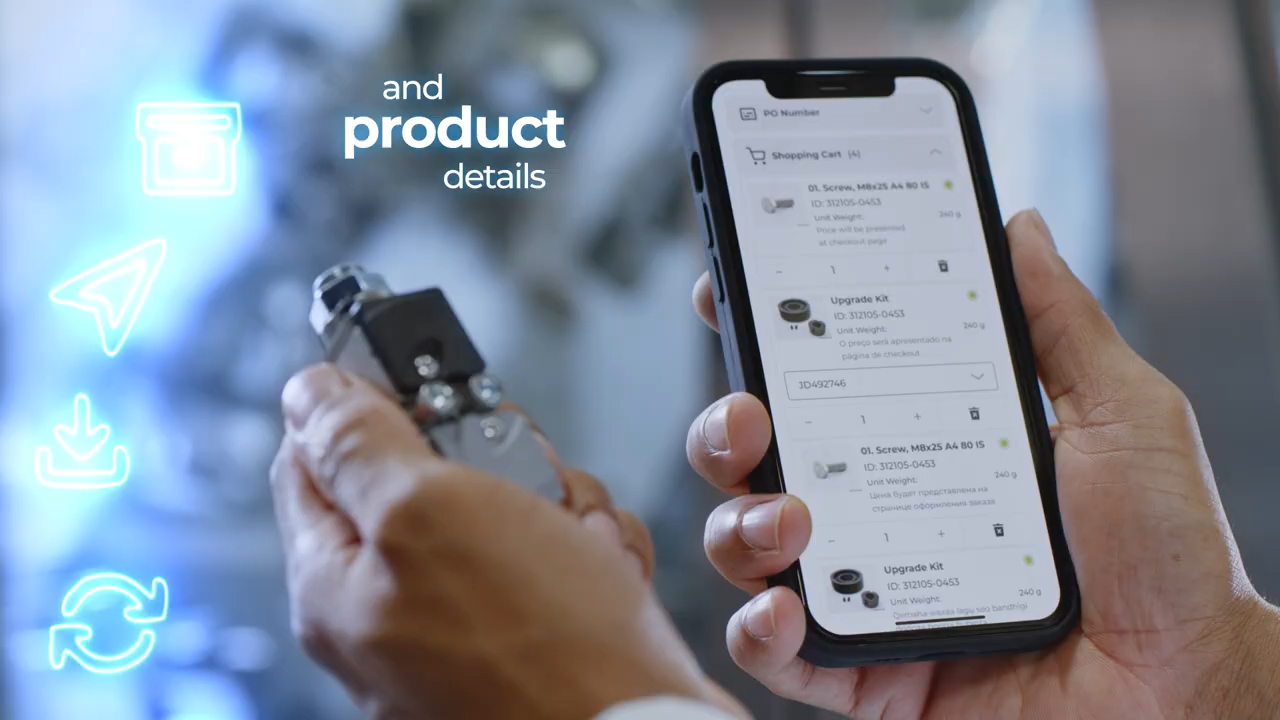 and
product
details
PO Number
Shopping Cart (4)
01. Screw, M8x25 A4 80 IS
ID: 312105-0453
Unit Weight:
240 g
Price will be presented
at checkout page
1
Upgrade Kit
ID: 312105-0453
Unit Weight:
240 g
O preço será apresentado na
página de checkout
JD492746
1
01. Screw, M8x25 A4 80 IS
ID: 312105-0453
Unit Weight:
240 g
Цена будет представлена на
странице оформления заказа
1
Upgrade Kit
ID: 312105-0453
Unit Weight:
240 g